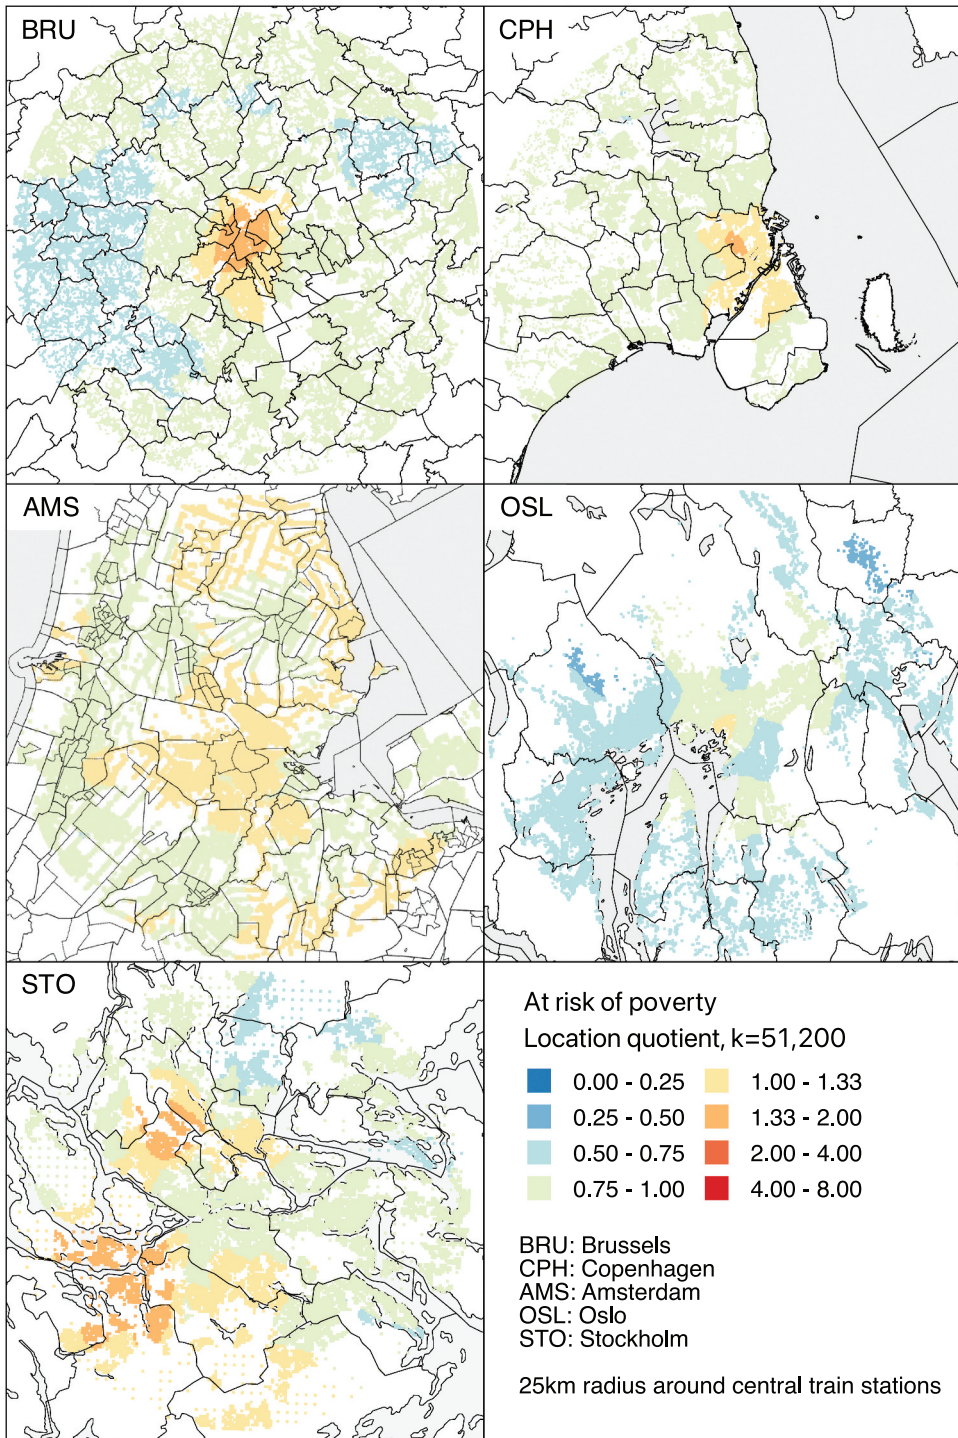 BRU
CPH
AMS
OSL
STO
At risk of poverty
Location quotient, k=51,200
0.00 - 0.25
0.25 - 0.50
0.50 - 0.75
0.75 - 1.00
1.00 - 1.33
1.33 - 2.00
2.00 - 4.00
4.00 - 8.00
BRU: Brussels
CPH: Copenhagen
AMS: Amsterdam
OSL: Oslo
STO: Stockholm
25km radius around central train stations